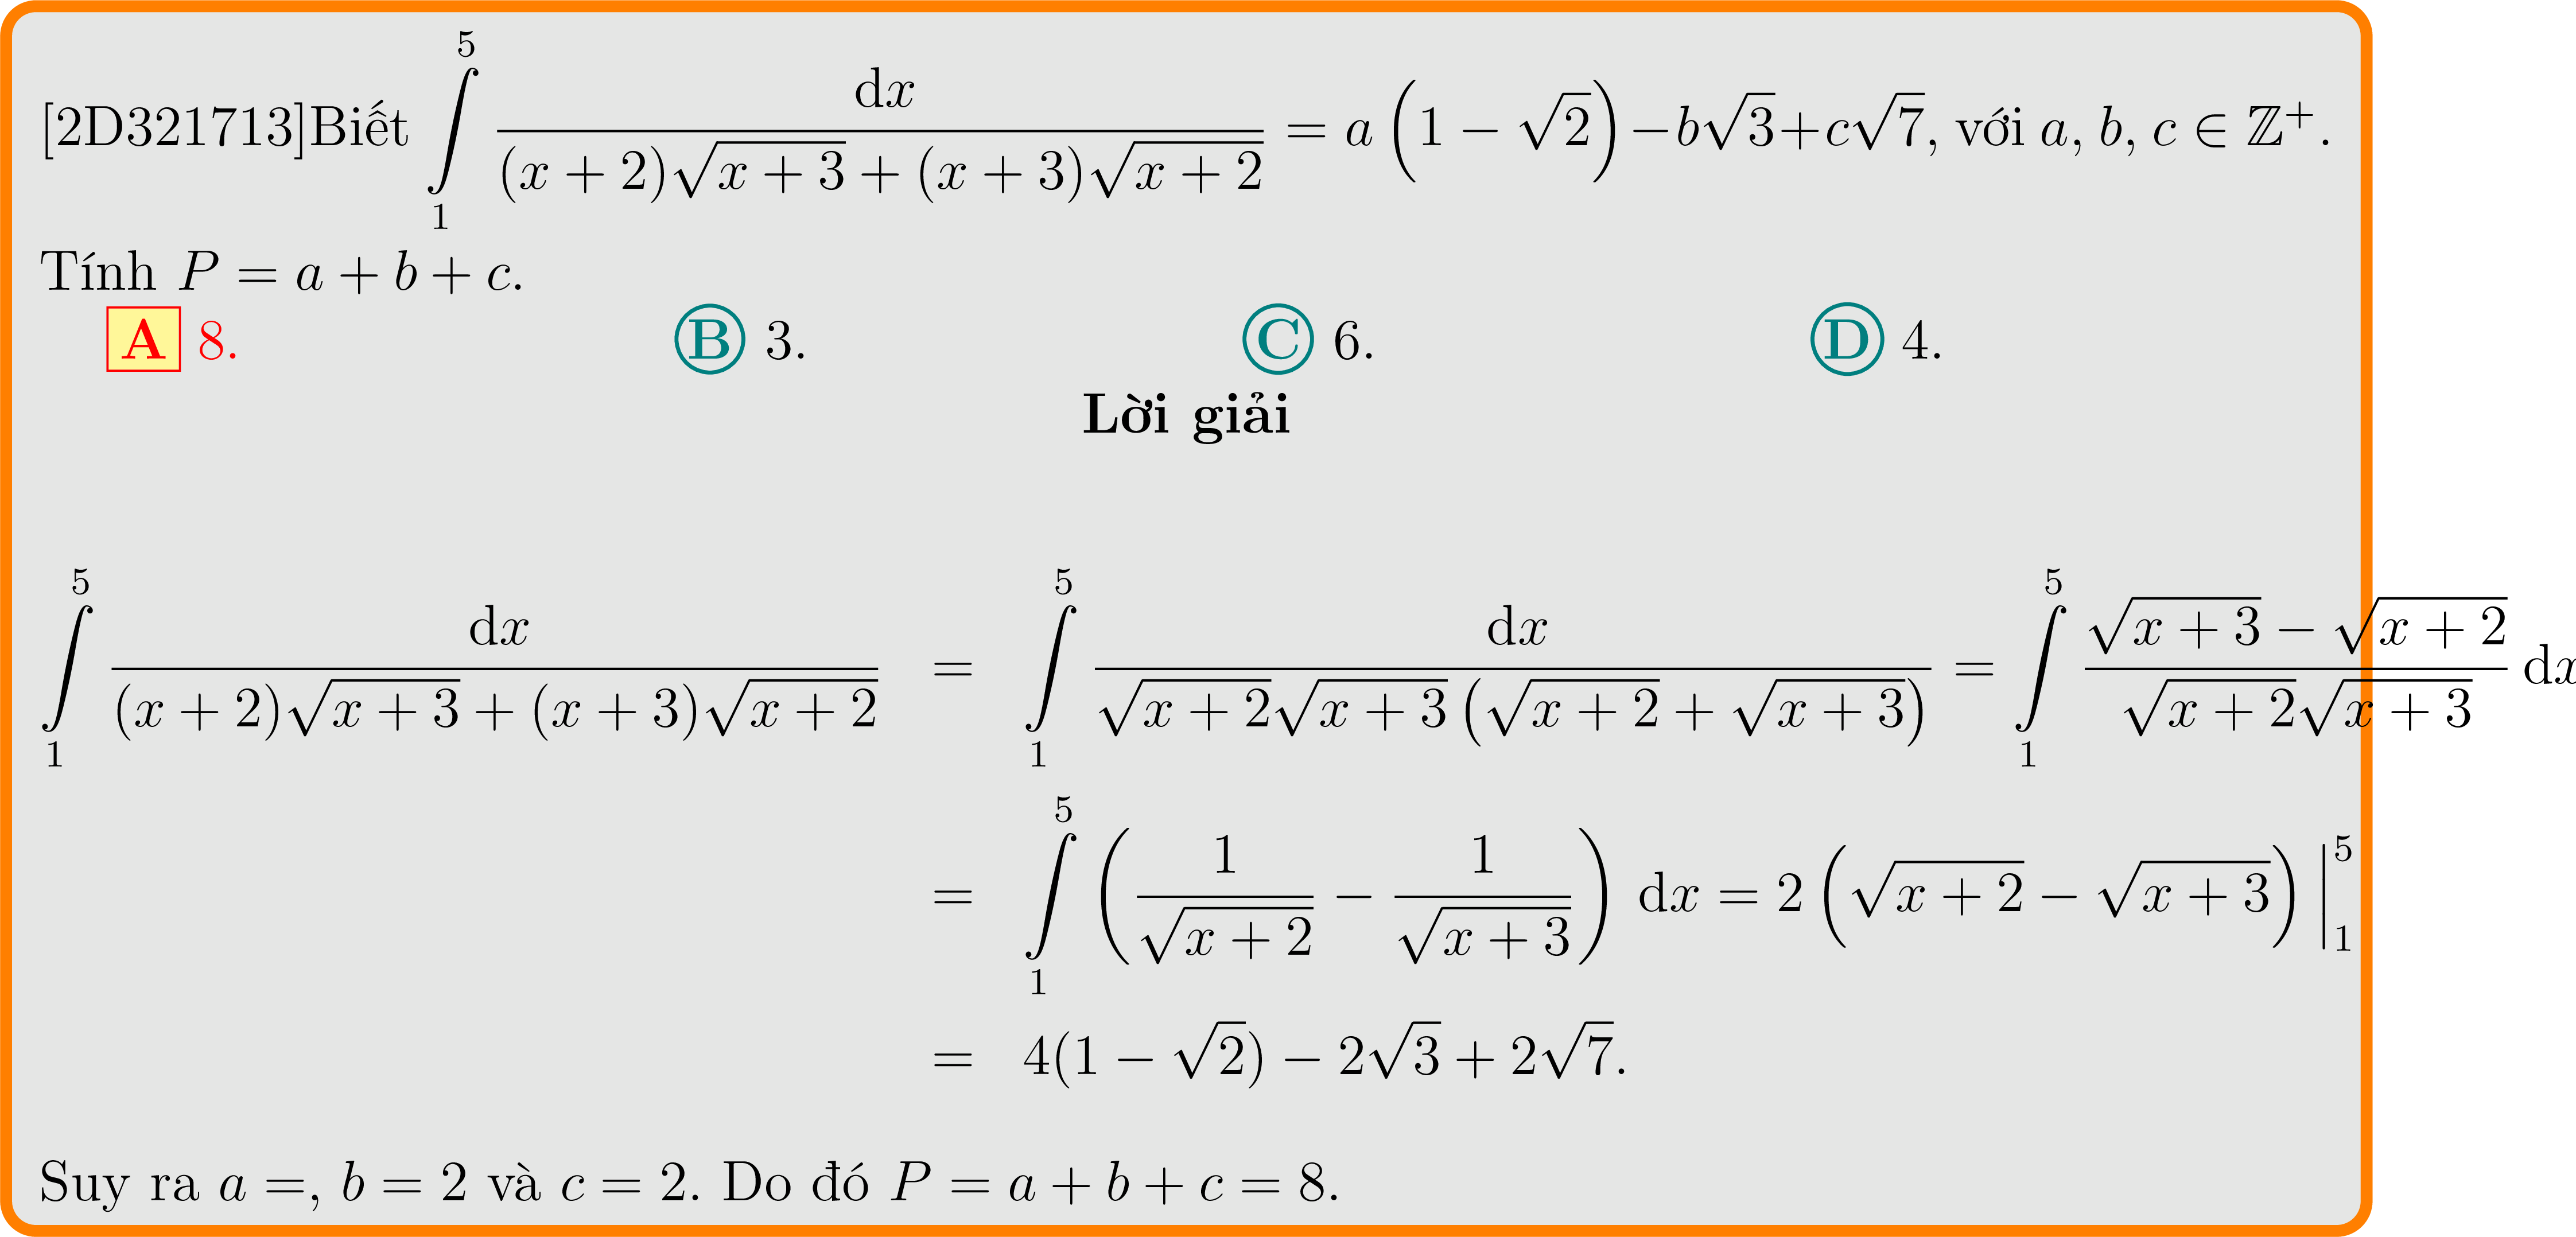 [2D321713]Biết $\int\limits_1^5 \frac{\mathrm{d}x}{(x+2)\sqrt{x+3}+(x+3)\sqrt{x+2}} = a\left(1-\sqrt{2}\right)-b\sqrt{3}+c\sqrt{7}$, với $a, b, c \in \mathbb{Z}^+$.
Tính $P = a + b + c$.
A 8. B 3. C 6. D 4.
Lời giải
$\int\limits_1^5 \frac{\mathrm{d}x}{(x+2)\sqrt{x+3}+(x+3)\sqrt{x+2}} = \int\limits_1^5 \frac{\mathrm{d}x}{\sqrt{x+2}\sqrt{x+3}\left(\sqrt{x+2}+\sqrt{x+3}\right)} = \int\limits_1^5 \frac{\sqrt{x+3}-\sqrt{x+2}}{\sqrt{x+2}\sqrt{x+3}}\,\mathrm{d}x$
$= \int\limits_1^5 \left(\frac{1}{\sqrt{x+2}}-\frac{1}{\sqrt{x+3}}\right)\,\mathrm{d}x = 2\left(\sqrt{x+2}-\sqrt{x+3}\right)\Big|_1^5$
$= 4(1-\sqrt{2})-2\sqrt{3}+2\sqrt{7}.$
Suy ra $a =, b = 2$ và $c = 2$. Do đó $P = a + b + c = 8$.